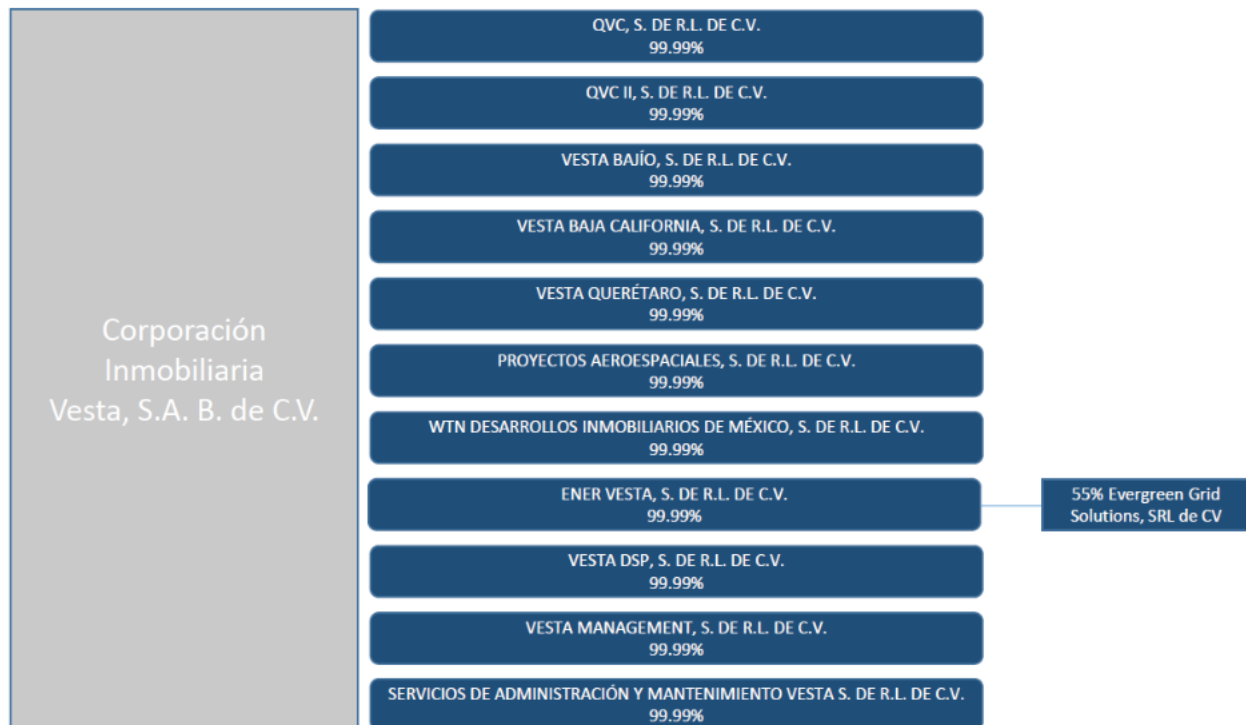 Corporación
Inmobiliaria
Vesta, S.A. B. de C.V.
QVC, S. DE R.L. DE C.V.
99.99%
QVC II, S. DE R.L. DE C.V.
99.99%
VESTA BAJÍO, S. DE R.L. DE C.V.
99.99%
VESTA BAJA CALIFORNIA, S. DE R.L. DE C.V.
99.99%
VESTA QUERÉTARO, S. DE R.L. DE C.V.
99.99%
PROYECTOS AEROESPACIALES, S. DE R.L. DE C.V.
99.99%
WTN DESARROLLOS INMOBILIARIOS DE MÉXICO, S. DE R.L. DE C.V.
99.99%
ENER VESTA, S. DE R.L. DE C.V.
99.99%
55% Evergreen Grid
Solutions, SRL de CV
VESTA DSP, S. DE R.L. DE C.V.
99.99%
VESTA MANAGEMENT, S. DE R.L. DE C.V.
99.99%
SERVICIOS DE ADMINISTRACIÓN Y MANTENIMIENTO VESTA S. DE R.L. DE C.V.
99.99%